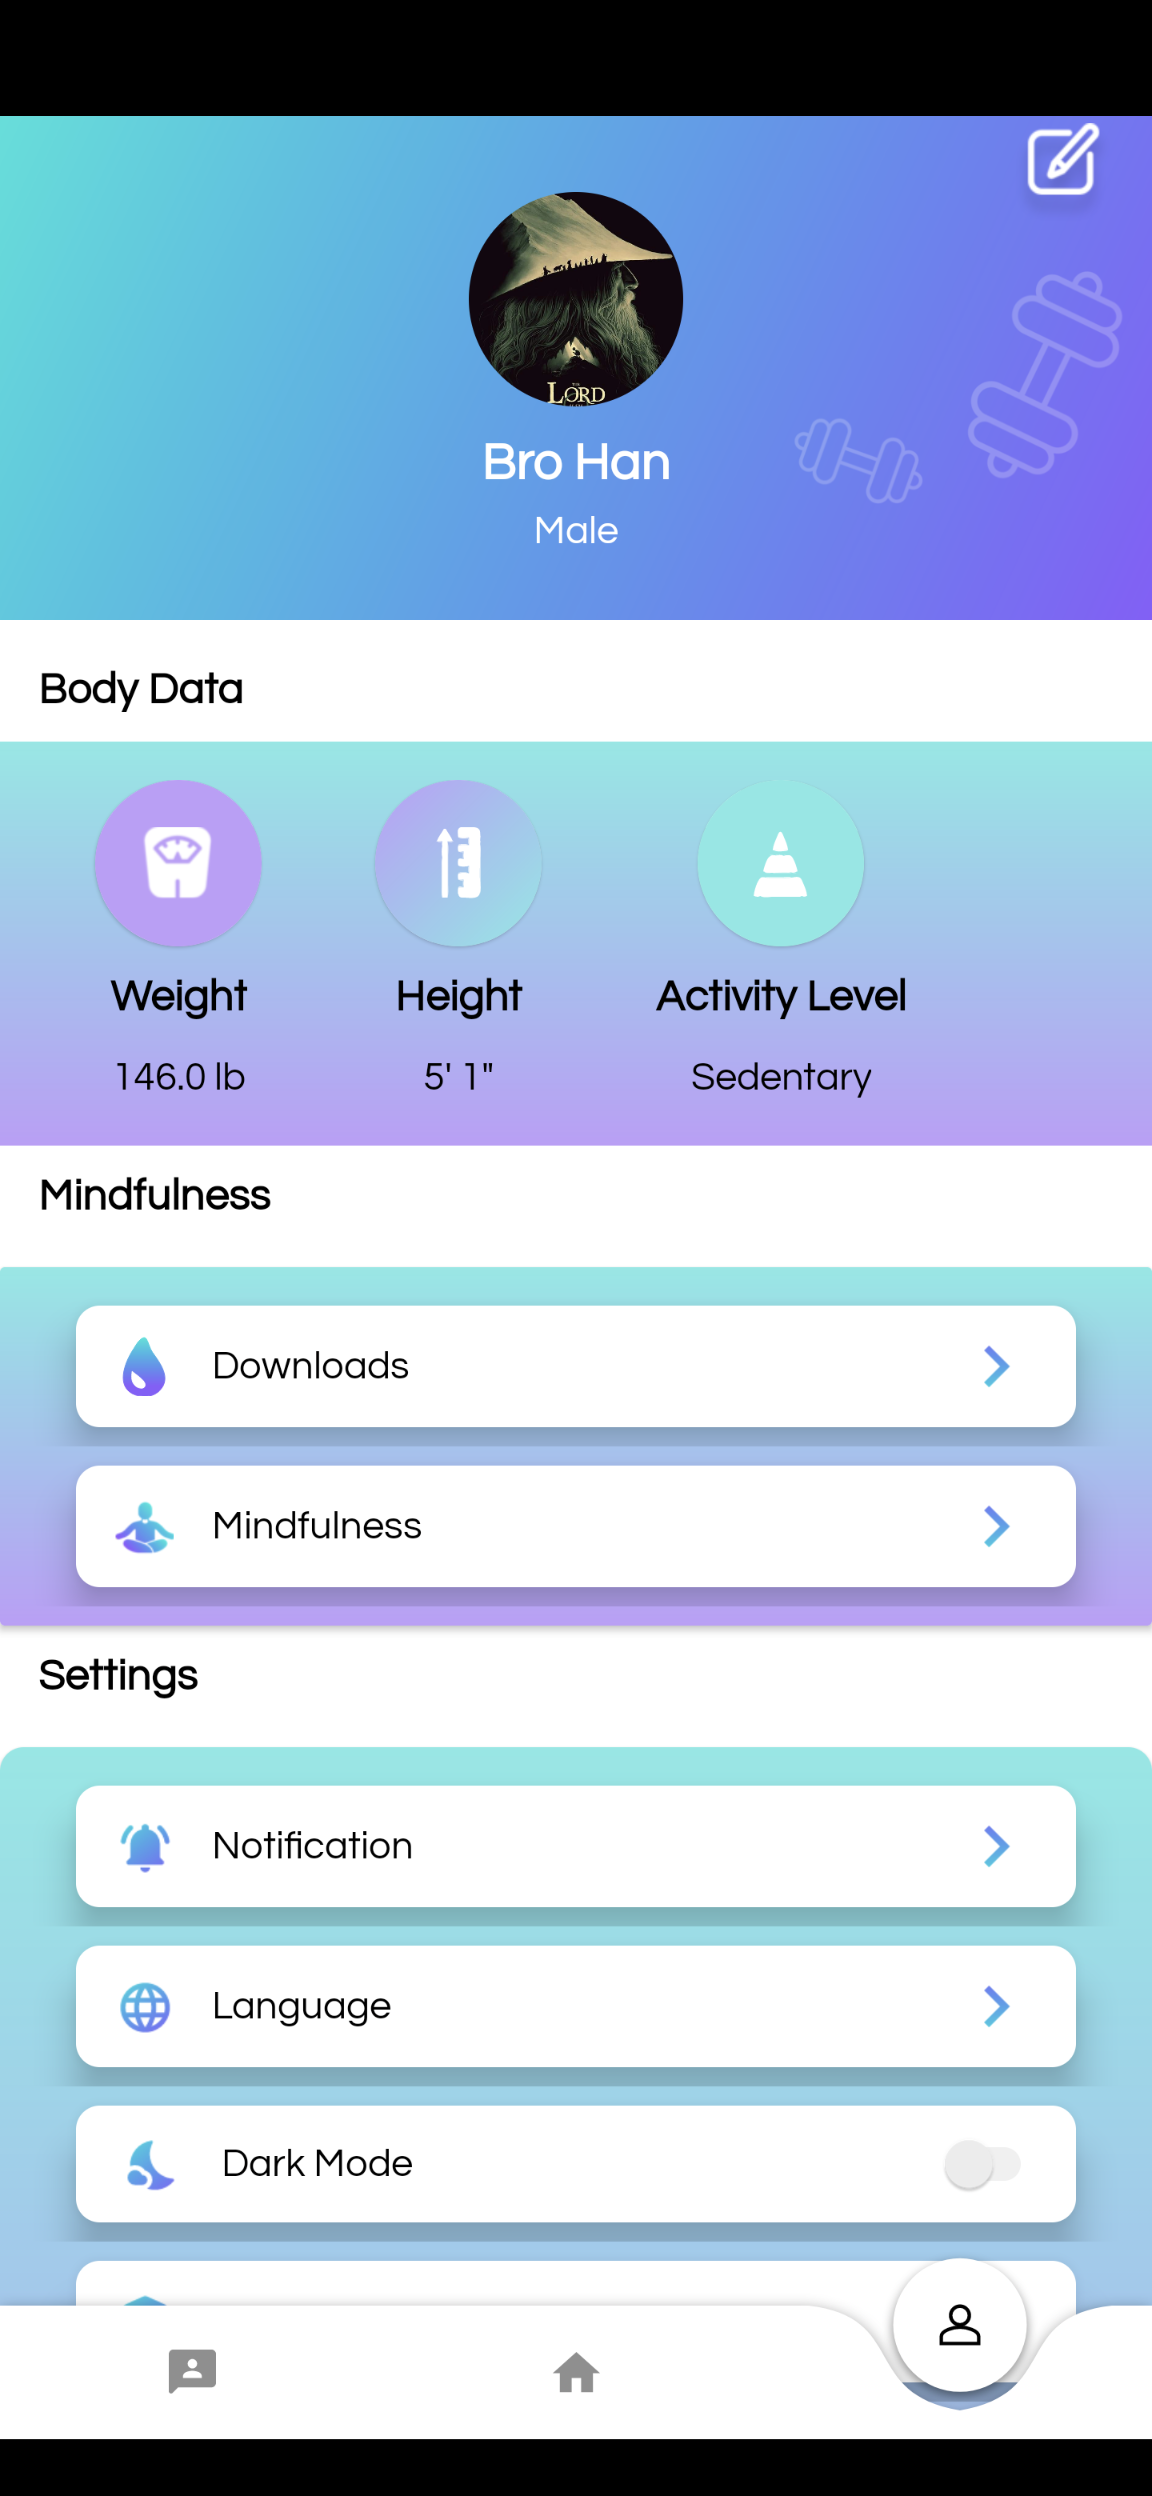 THE
LORD
Bro Han
Male
Body Data
Weight
Height
Activity Level
146.0 lb
5' 1"
Sedentary
Mindfulness
Downloads
Mindfulness
Settings
Notification
Language
Dark Mode